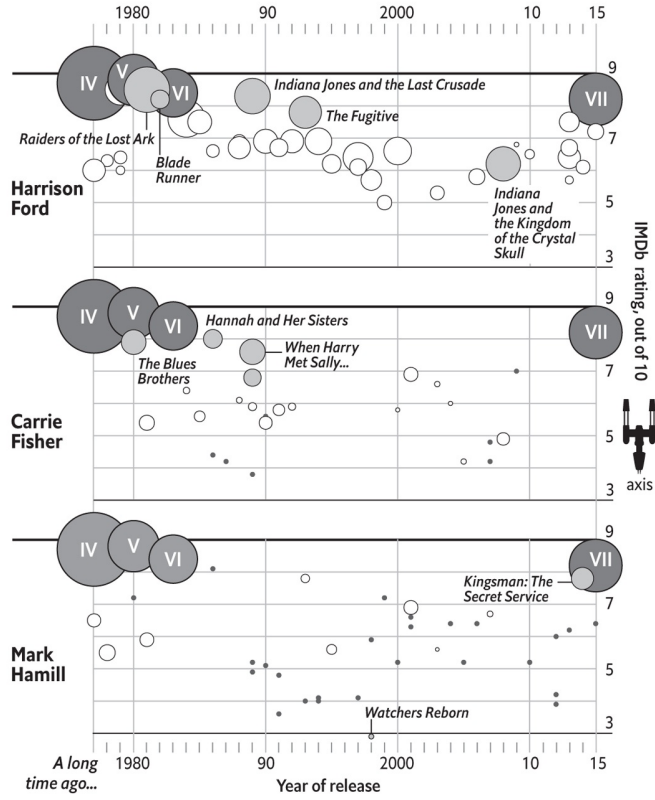 1980 90 2000 10 15
9
IV V VI VII
Indiana Jones and the Last Crusade
The Fugitive
7
Raiders of the Lost Ark
Blade
Runner
Harrison
Ford
Indiana
Jones and
the Kingdom
of the Crystal
Skull
5
3
IMDb rating, out of 10
axis
9
IV V VI VII
Hannah and Her Sisters
When Harry
Met Sally...
The Blues
Brothers
7
Carrie
Fisher
5
3
9
IV V VI VII
Kingsman: The
Secret Service
7
Mark
Hamill
5
Watchers Reborn
3
A long
time ago...
1980 90 2000 10 15
Year of release